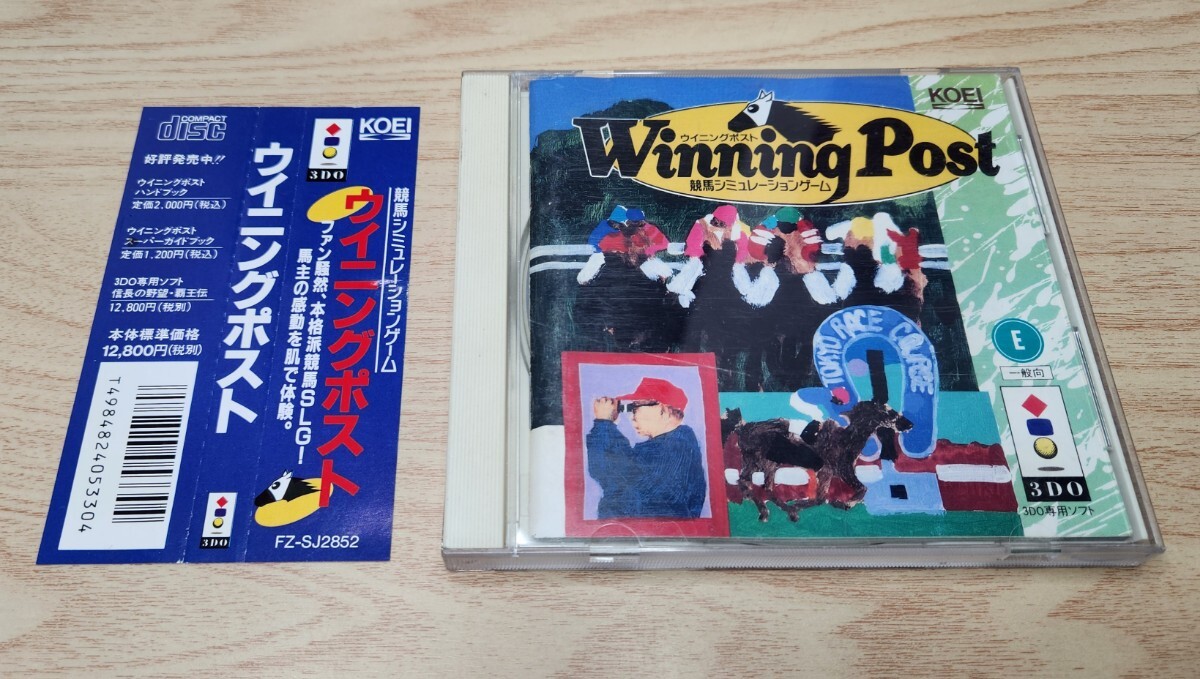 COMPACT
disc
好評発売中!!
ウイニングポスト
ハンドブック
定価2,000円(税込)
ウイニングポスト
スーパーガイドブック
定価1,200円(税込)
3DO専用ソフト
信長の野望・覇王伝
12,800円(税別)
本体標準価格
12,800円(税別)
T4984824053304
ウイニングポスト
3DO
3DO
KOEI
競馬シミュレーションゲーム
ウイニングポスト
ファン騒然、本格派競馬SLG!
馬主の感動を肌で体験。
FZ-SJ2852
KOEI
ウイニングポスト
Winning Post
競馬シミュレーションゲーム
TOKYO RACE COURSE
E
一般向
3DO
3DO専用ソフト